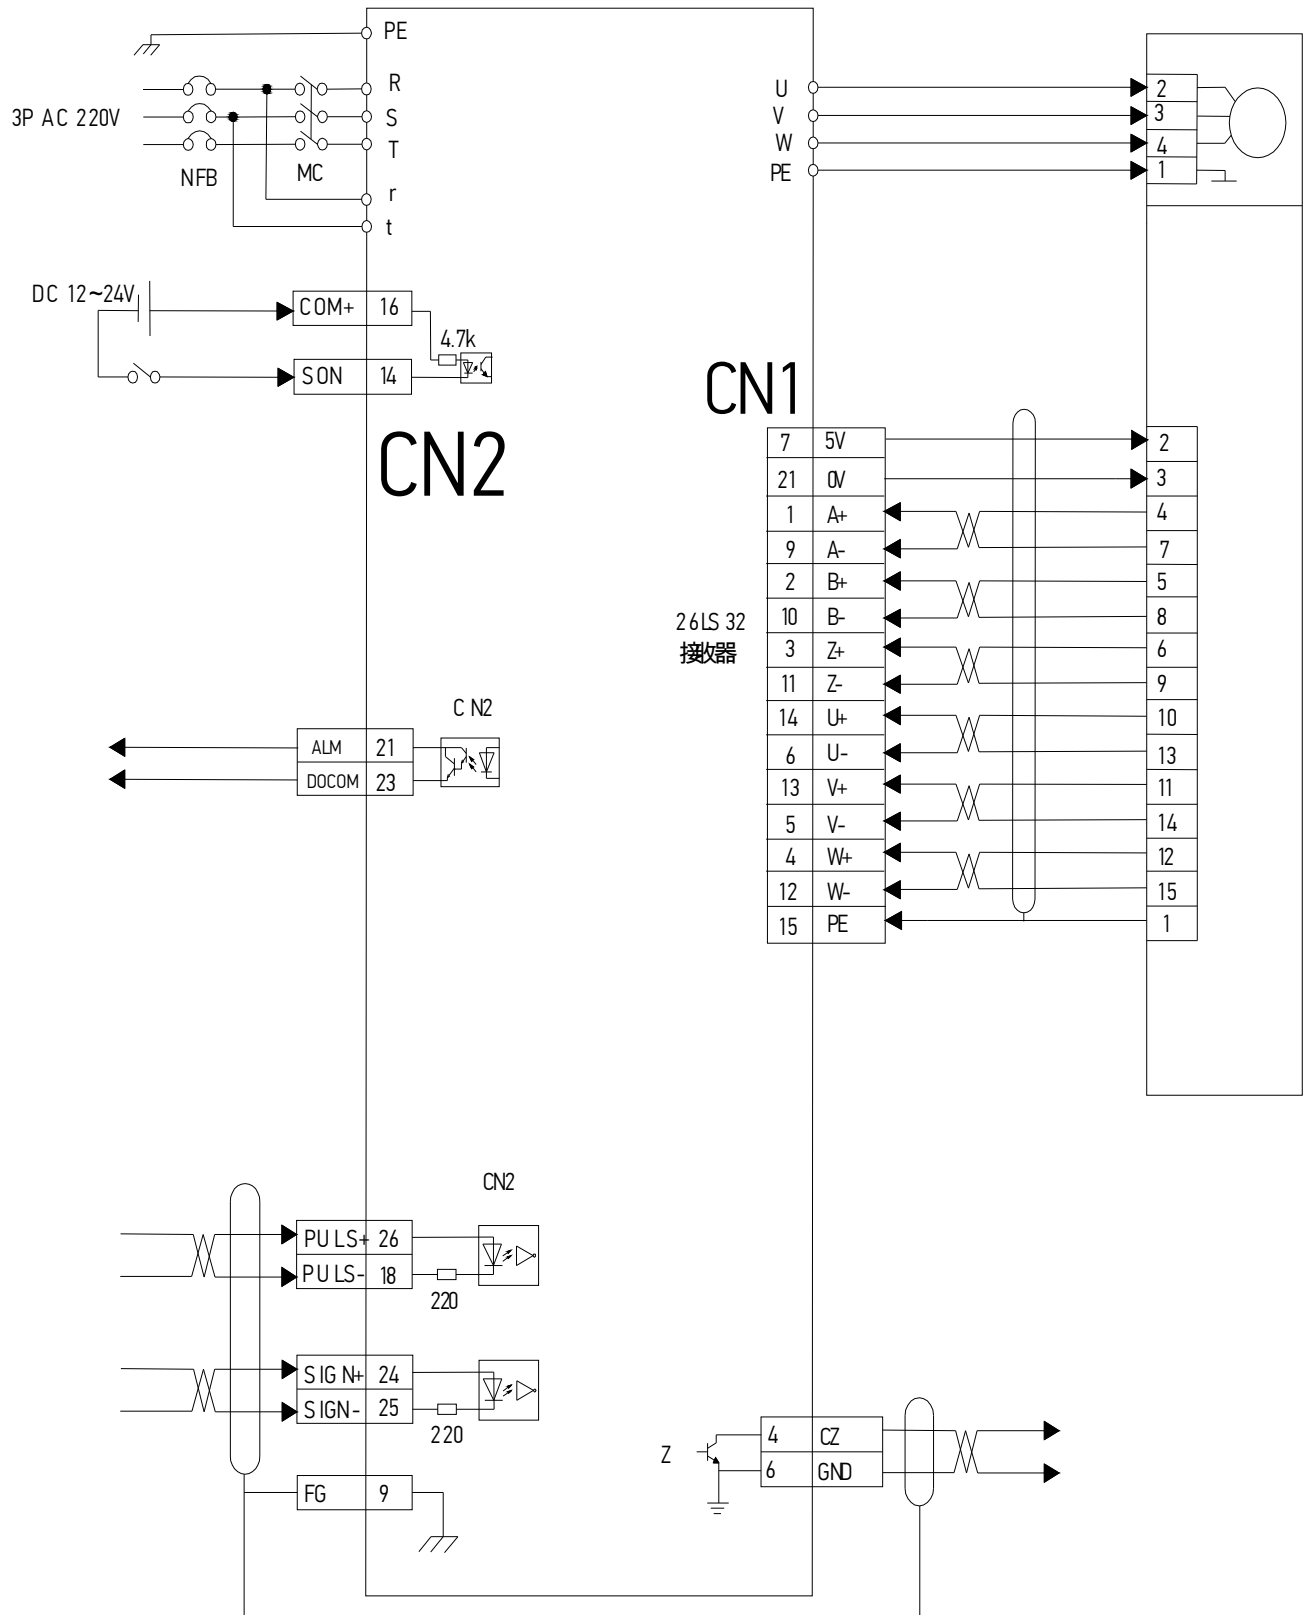 PE
R
S
T
3P AC 220V
NFB
MC
r
t
U
V
W
PE
2
3
4
1
DC 12~24V
COM+ 16
4.7k
SON 14
CN2
CN1
7 5V 2
21 0V 3
1 A+ 4
9 A- 7
2 B+ 5
10 B- 8
26LS 32
接收器
3 Z+ 6
11 Z- 9
14 U+ 10
6 U- 13
13 V+ 11
5 V- 14
4 W+ 12
12 W- 15
15 PE 1
CN2
ALM 21
DOCOM 23
CN2
PULS+ 26
PULS- 18
220
SIGN+ 24
SIGN- 25
220
FG 9
Z
4 CZ
6 GND